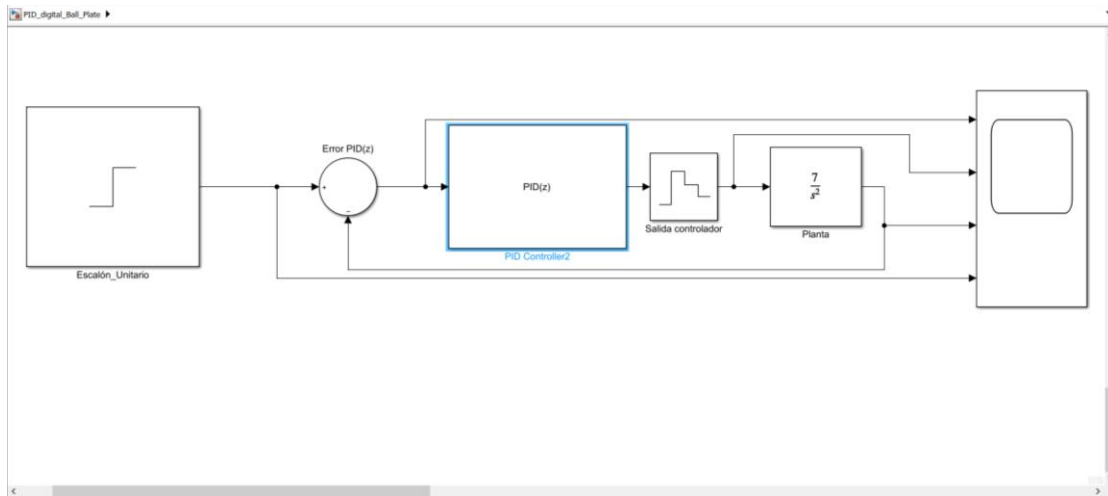 PID_digital_Ball_Plate
Error PID(z)
+
−
PID(z)
7
s²
Salida controlador
Planta
PID Controller2
Escalón_Unitario